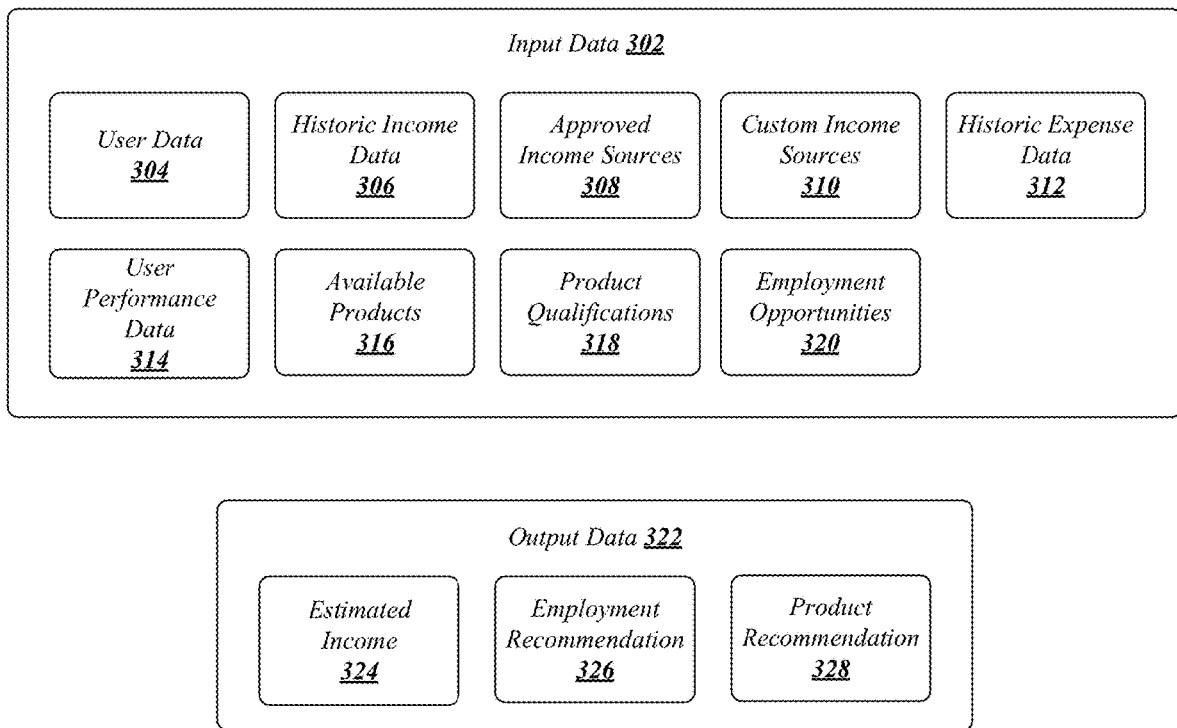 Input Data 302
User Data
304
Historic Income
Data
306
Approved
Income Sources
308
Custom Income
Sources
310
Historic Expense
Data
312
User
Performance
Data
314
Available
Products
316
Product
Qualifications
318
Employment
Opportunities
320
Output Data 322
Estimated
Income
324
Employment
Recommendation
326
Product
Recommendation
328